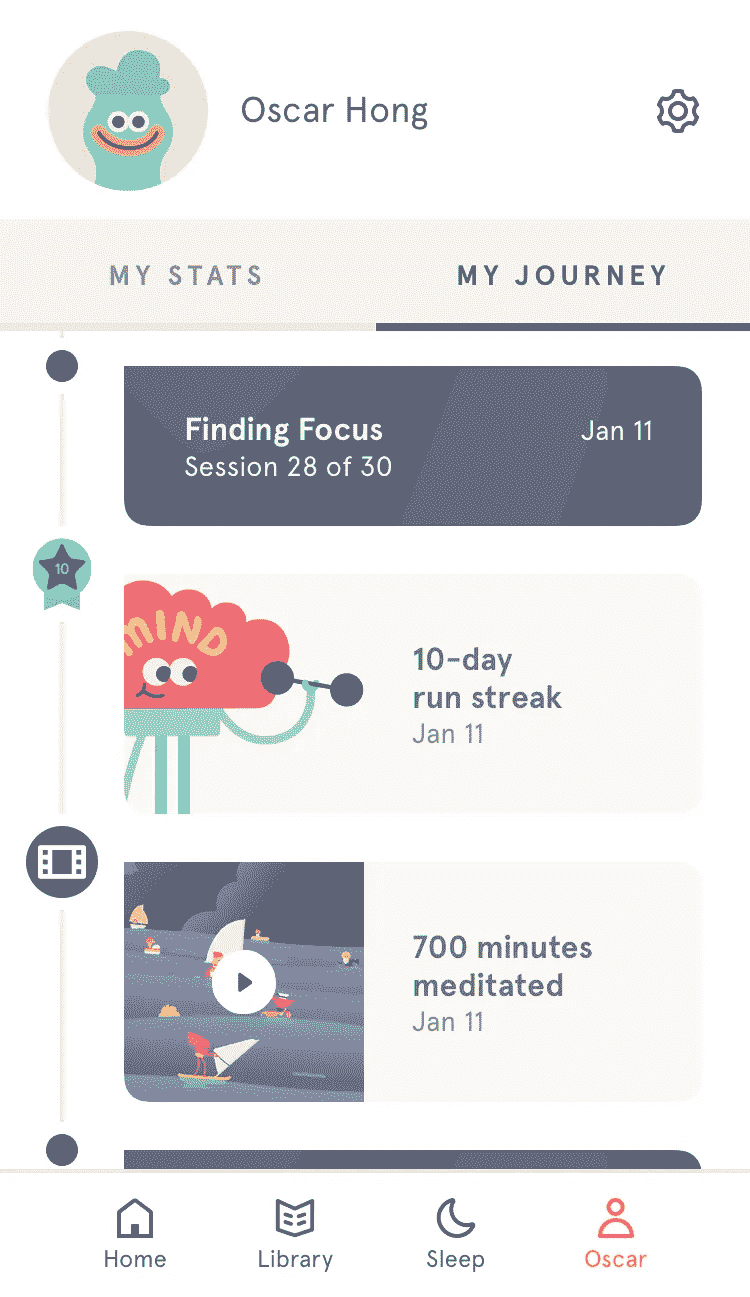 Oscar Hong
MY STATS
MY JOURNEY
Finding Focus
Jan 11
Session 28 of 30
10
MIND
10-day
run streak
Jan 11
700 minutes
meditated
Jan 11
Home
Library
Sleep
Oscar